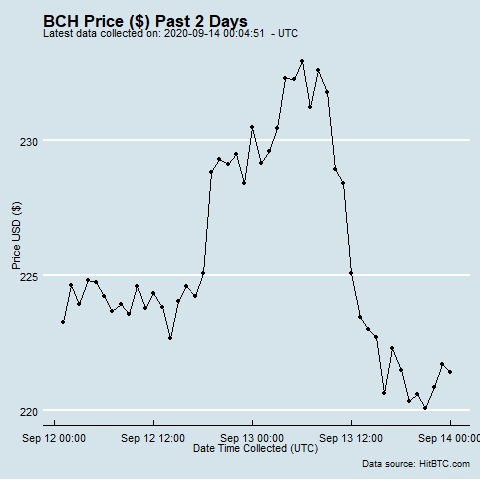 BCH Price ($) Past 2 Days
Latest data collected on: 2020-09-14 00:04:51 - UTC
Price USD ($)
230
225
220
Sep 12 00:00 Sep 12 12:00 Sep 13 00:00 Sep 13 12:00 Sep 14 00:00
Date Time Collected (UTC)
Data source: HitBTC.com